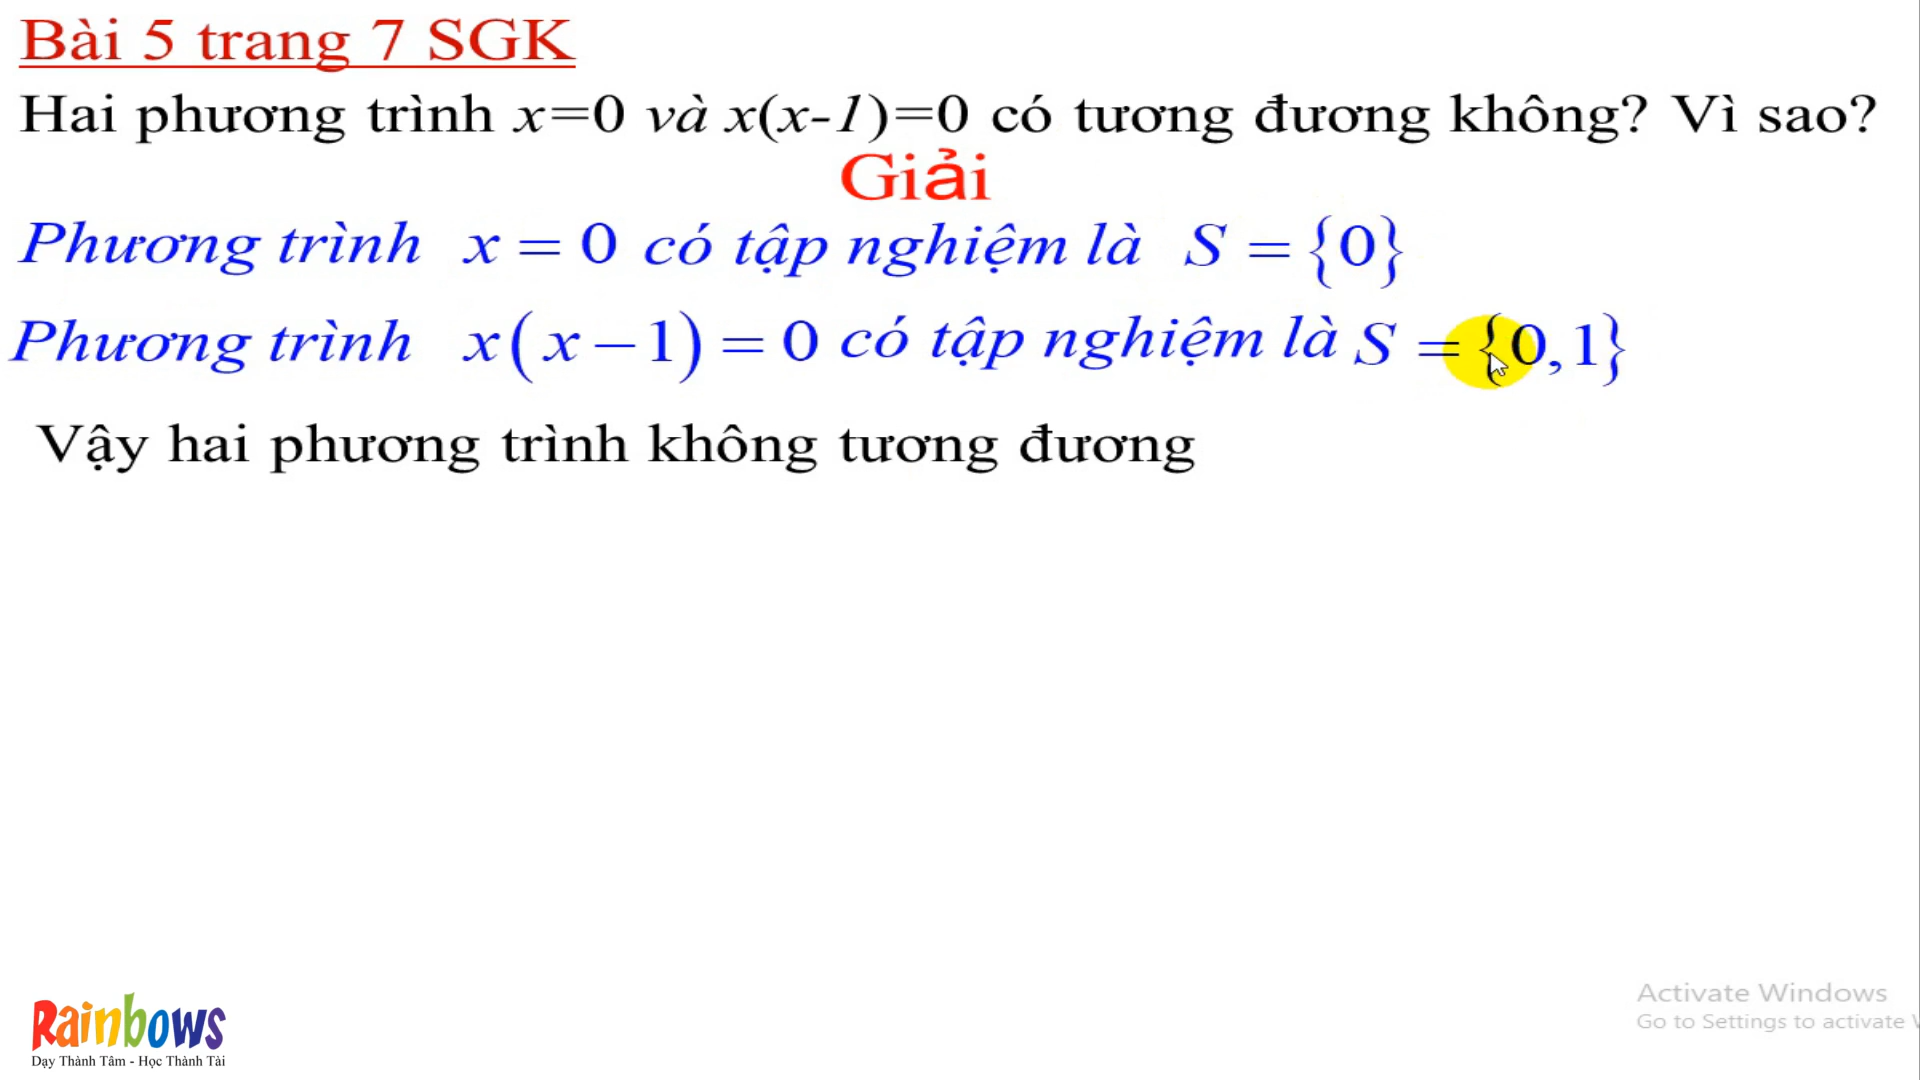 Bài 5 trang 7 SGK
Hai phương trình x=0 và x(x-1)=0 có tương đương không? Vì sao?
Giải
Phương trình x = 0 có tập nghiệm là S = {0}
Phương trình x(x−1) = 0 có tập nghiệm là S = {0,1}
Vậy hai phương trình không tương đương
Rainbows
Dạy Thành Tâm - Học Thành Tài
Activate Windows
Go to Settings to activate